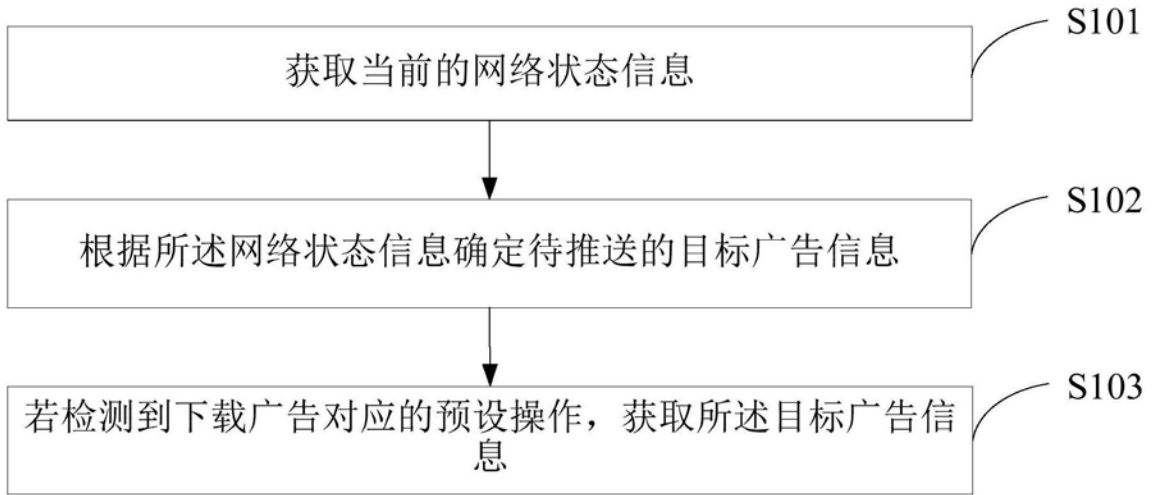 S101
获取当前的网络状态信息
S102
根据所述网络状态信息确定待推送的目标广告信息
S103
若检测到下载广告对应的预设操作，获取所述目标广告信
息